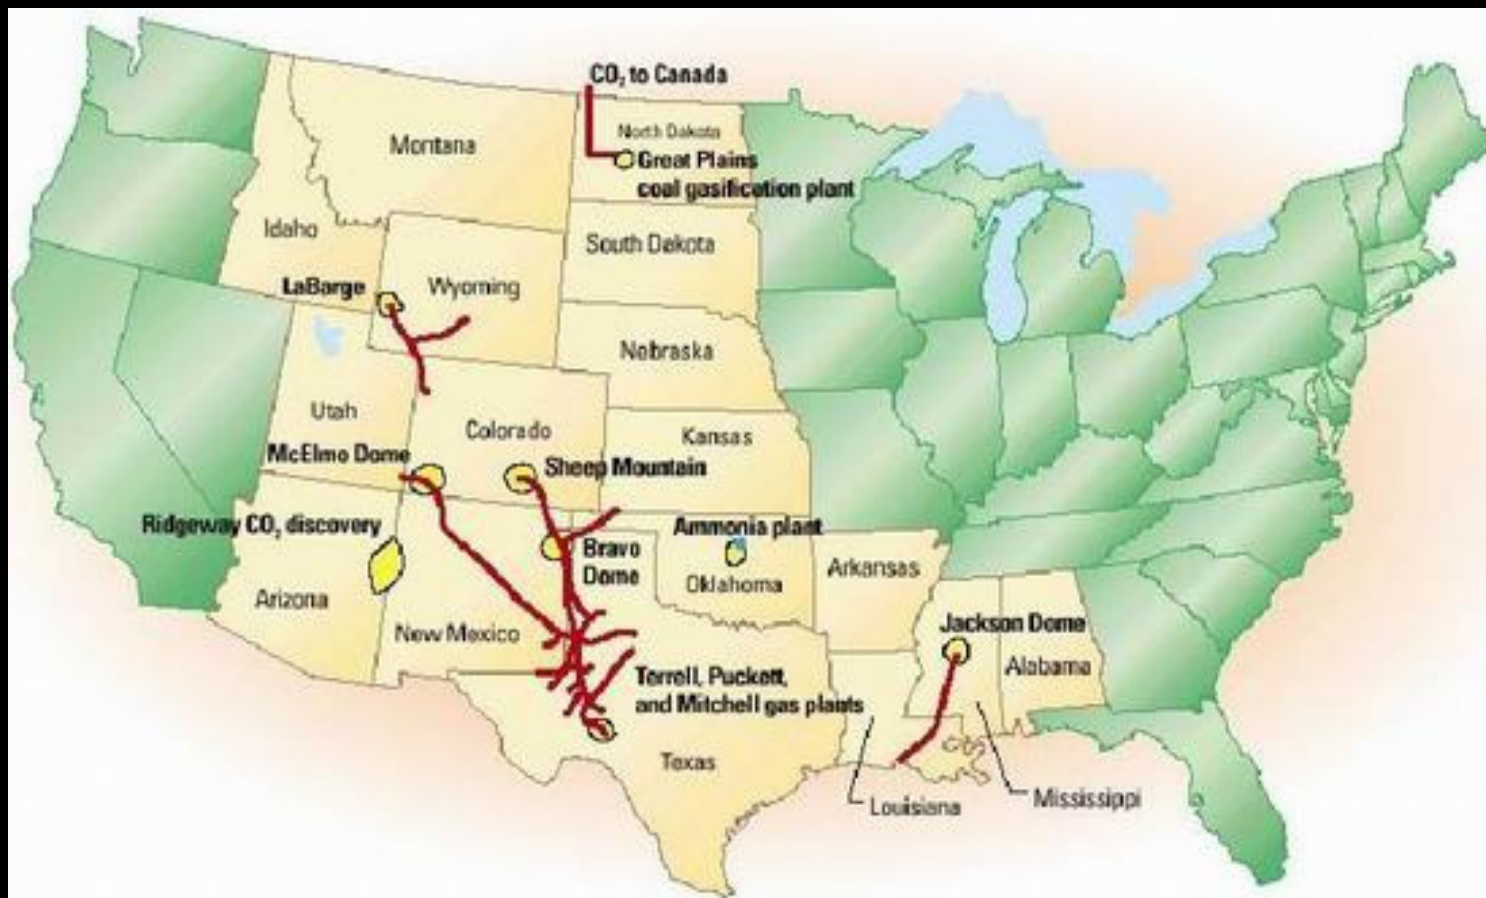 CO₂ to Canada
Montana
North Dakota
Great Plains
coal gasification plant
Idaho
South Dakota
LaBarge
Wyoming
Nebraska
Utah
Colorado
Kansas
McElmo Dome
Sheep Mountain
Ridgeway CO₂ discovery
Ammonia plant
Bravo
Dome
Oklahoma
Arkansas
Arizona
New Mexico
Jackson Dome
Alabama
Terrell, Puckett,
and Mitchell gas plants
Texas
Louisiana
Mississippi